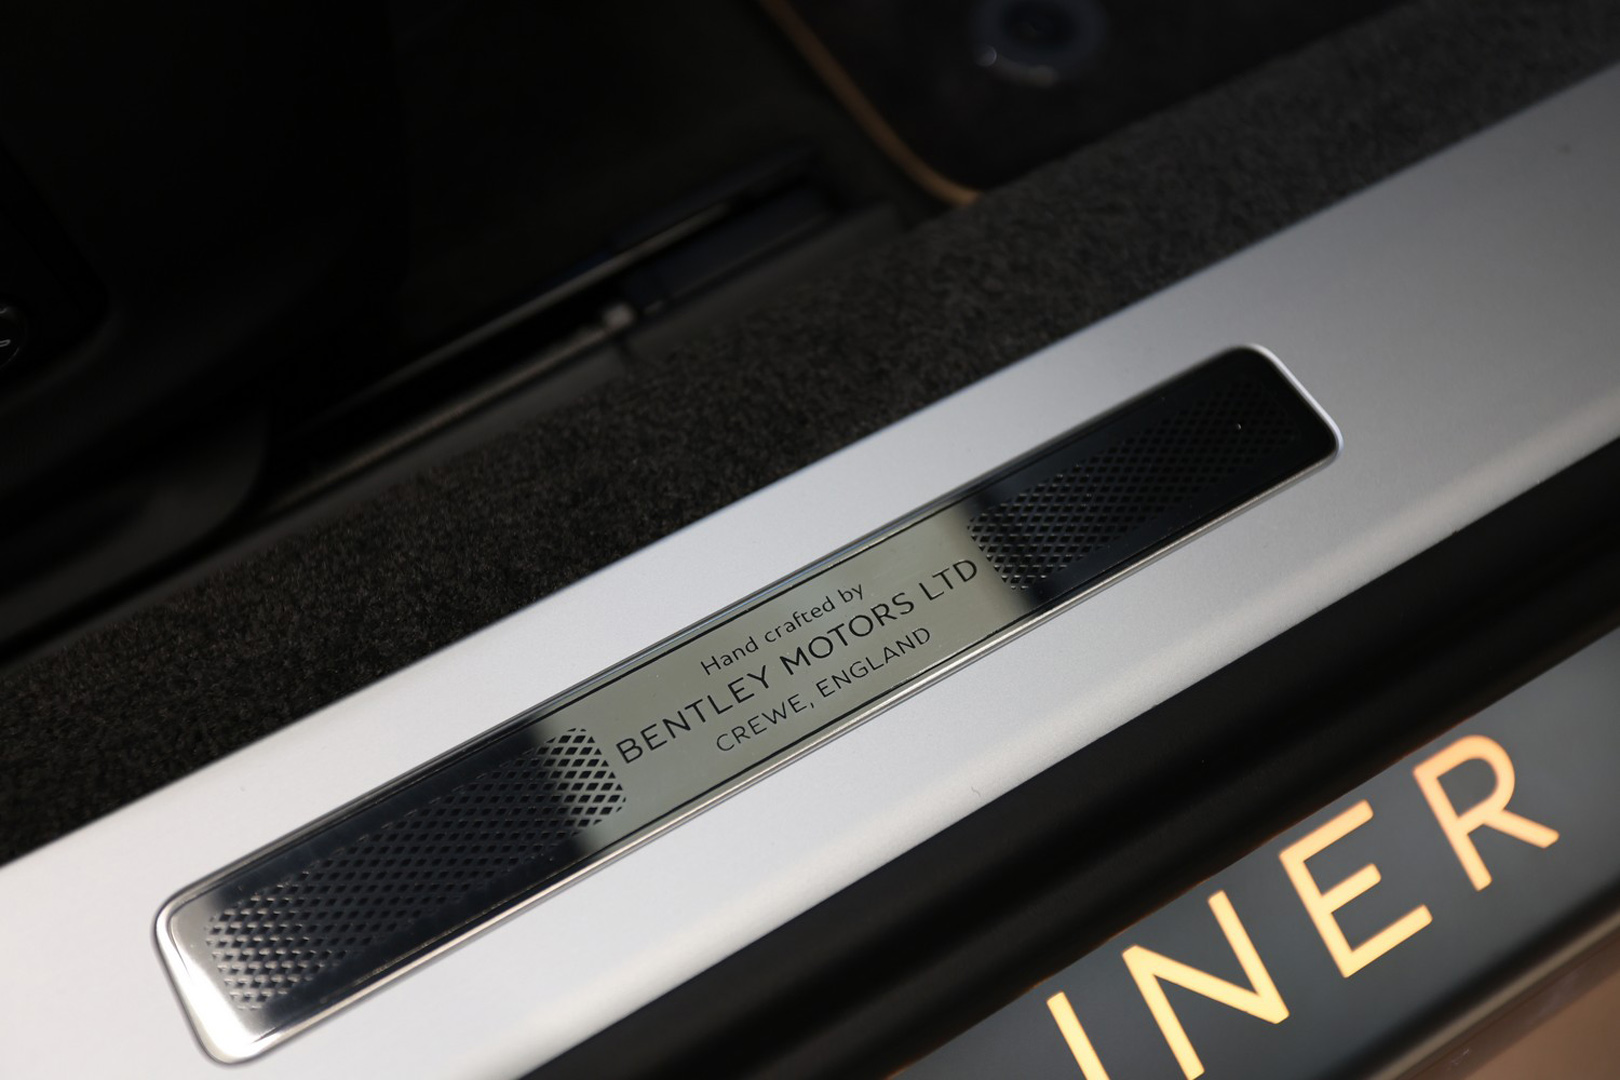 Hand crafted by
BENTLEY MOTORS LTD
CREWE, ENGLAND
INER